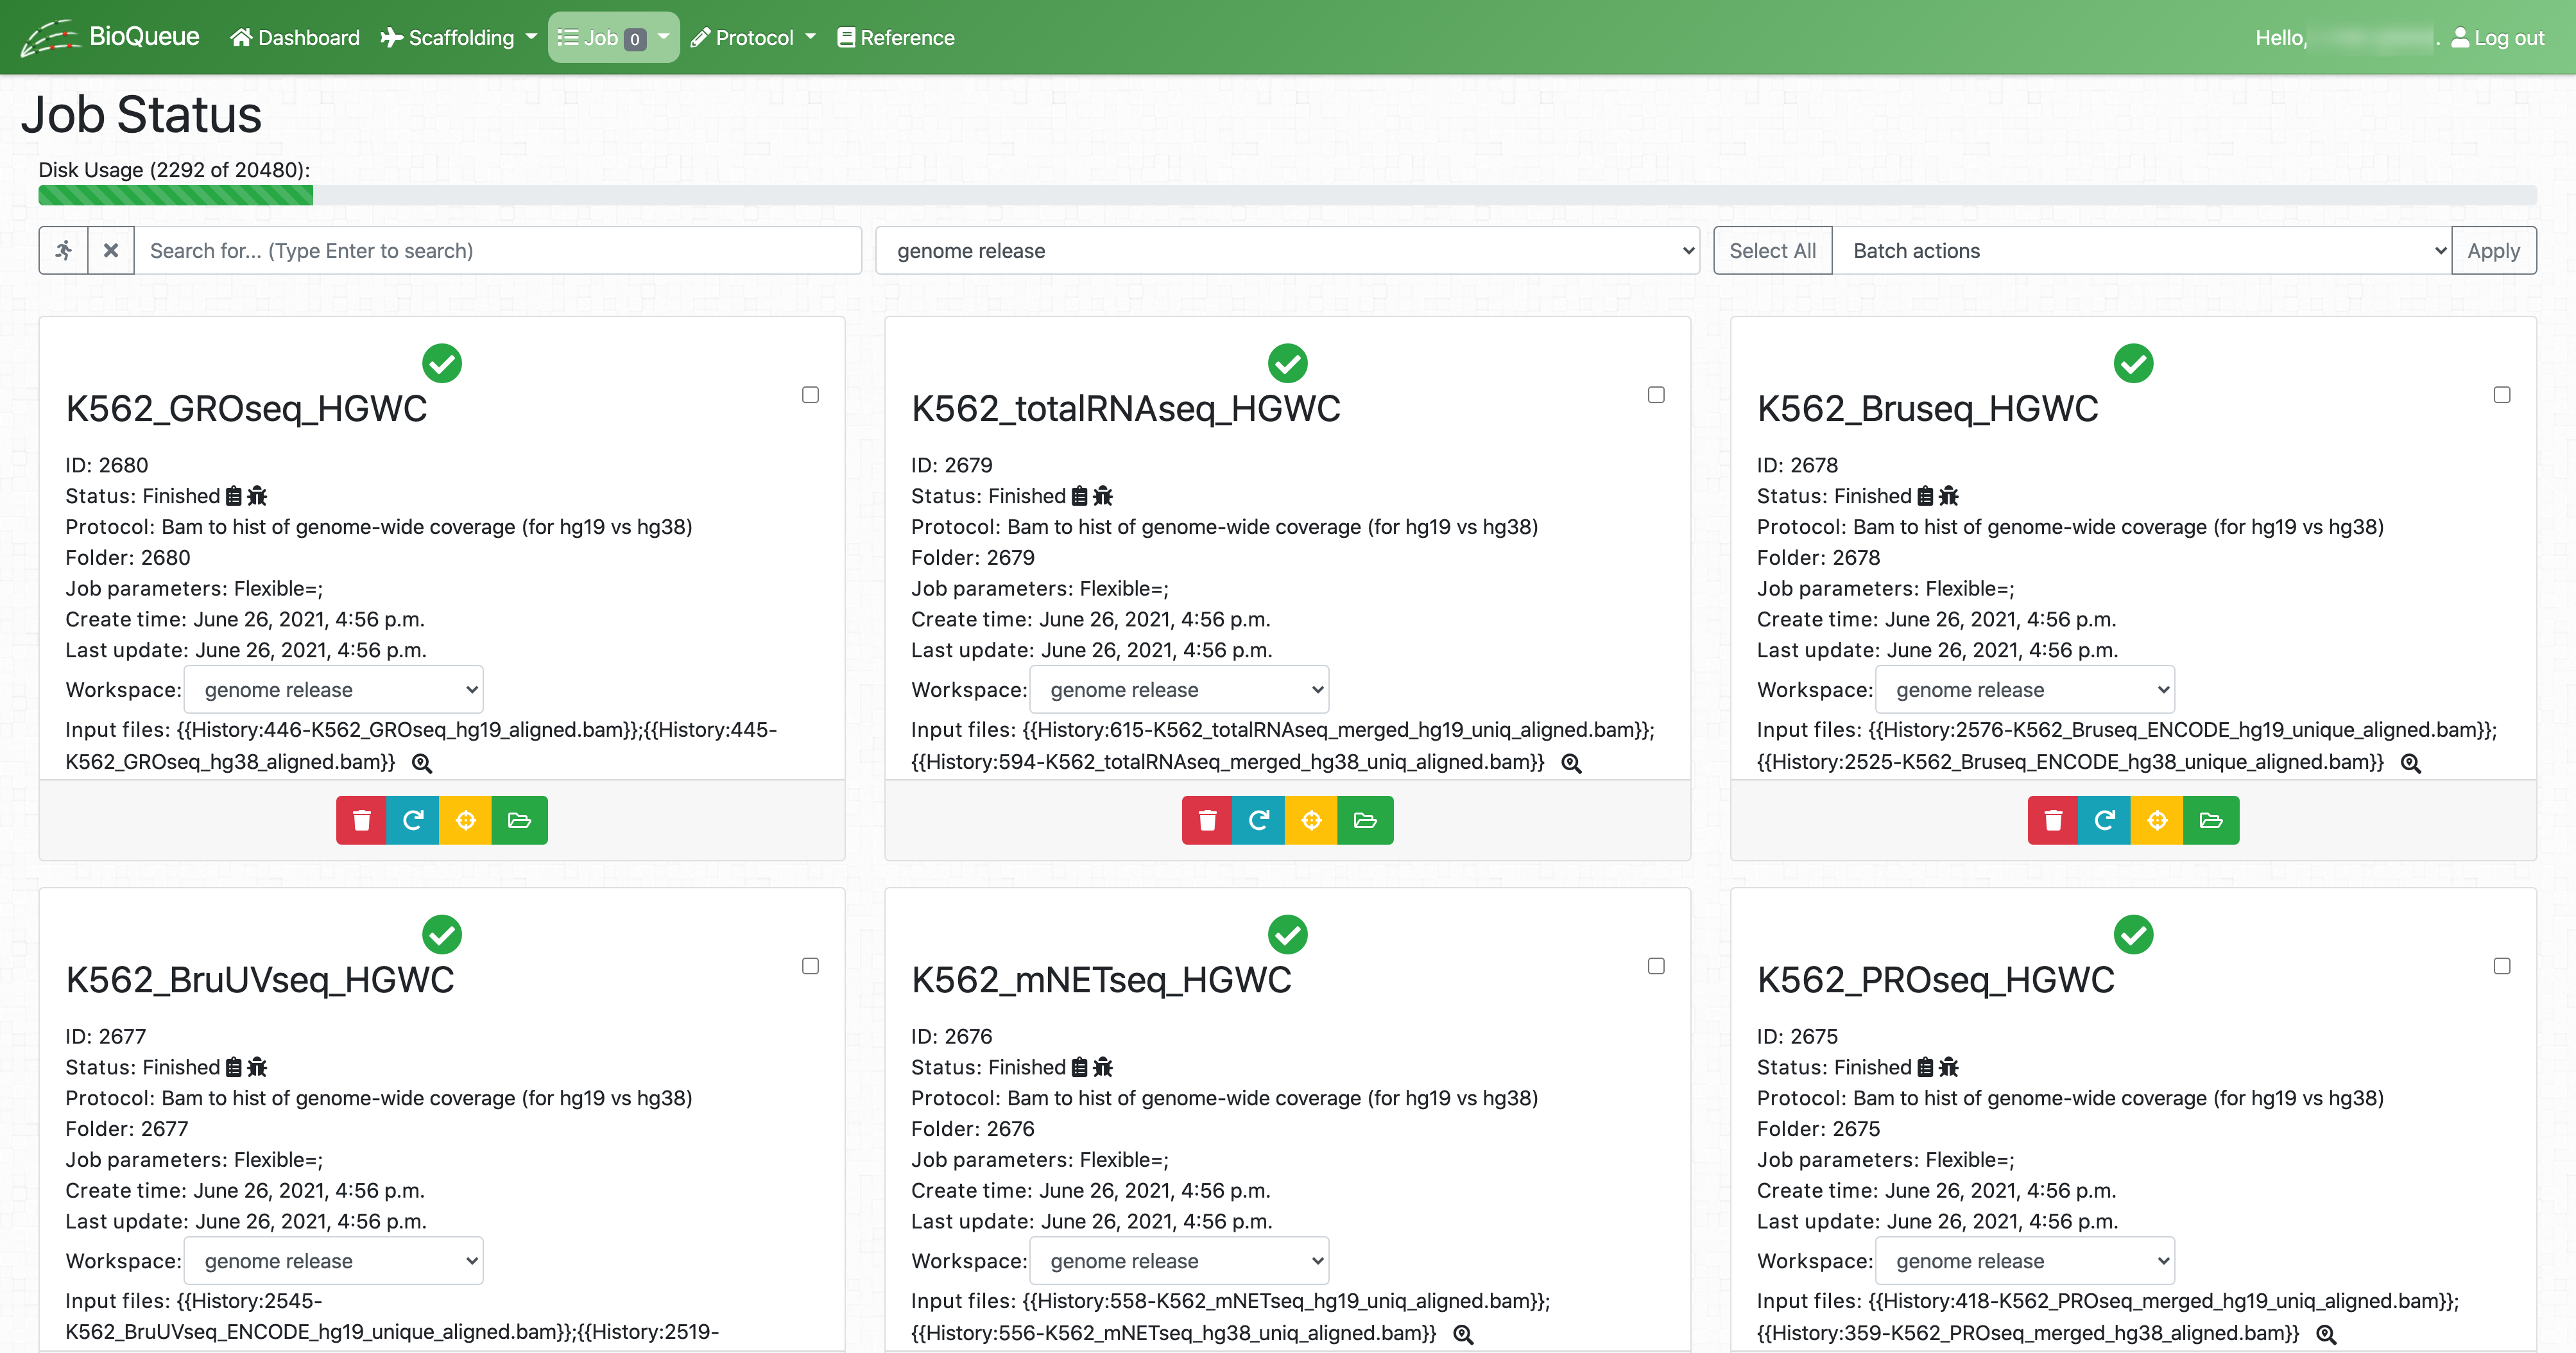 BioQueue Dashboard Scaffolding Job 0 Protocol Reference Hello, . Log out
Job Status
Disk Usage (2292 of 20480):
Search for... (Type Enter to search) genome release Select All Batch actions Apply
K562_GROseq_HGWC
ID: 2680
Status: Finished
Protocol: Bam to hist of genome-wide coverage (for hg19 vs hg38)
Folder: 2680
Job parameters: Flexible=;
Create time: June 26, 2021, 4:56 p.m.
Last update: June 26, 2021, 4:56 p.m.
Workspace: genome release
Input files: {{History:446-K562_GROseq_hg19_aligned.bam}};{{History:445-
K562_GROseq_hg38_aligned.bam}}
K562_totalRNAseq_HGWC
ID: 2679
Status: Finished
Protocol: Bam to hist of genome-wide coverage (for hg19 vs hg38)
Folder: 2679
Job parameters: Flexible=;
Create time: June 26, 2021, 4:56 p.m.
Last update: June 26, 2021, 4:56 p.m.
Workspace: genome release
Input files: {{History:615-K562_totalRNAseq_merged_hg19_uniq_aligned.bam}};
{{History:594-K562_totalRNAseq_merged_hg38_uniq_aligned.bam}}
K562_Bruseq_HGWC
ID: 2678
Status: Finished
Protocol: Bam to hist of genome-wide coverage (for hg19 vs hg38)
Folder: 2678
Job parameters: Flexible=;
Create time: June 26, 2021, 4:56 p.m.
Last update: June 26, 2021, 4:56 p.m.
Workspace: genome release
Input files: {{History:2576-K562_Bruseq_ENCODE_hg19_unique_aligned.bam}};
{{History:2525-K562_Bruseq_ENCODE_hg38_unique_aligned.bam}}
K562_BruUVseq_HGWC
ID: 2677
Status: Finished
Protocol: Bam to hist of genome-wide coverage (for hg19 vs hg38)
Folder: 2677
Job parameters: Flexible=;
Create time: June 26, 2021, 4:56 p.m.
Last update: June 26, 2021, 4:56 p.m.
Workspace: genome release
Input files: {{History:2545-
K562_BruUVseq_ENCODE_hg19_unique_aligned.bam}};{{History:2519-
K562_mNETseq_HGWC
ID: 2676
Status: Finished
Protocol: Bam to hist of genome-wide coverage (for hg19 vs hg38)
Folder: 2676
Job parameters: Flexible=;
Create time: June 26, 2021, 4:56 p.m.
Last update: June 26, 2021, 4:56 p.m.
Workspace: genome release
Input files: {{History:558-K562_mNETseq_hg19_uniq_aligned.bam}};
{{History:556-K562_mNETseq_hg38_uniq_aligned.bam}}
K562_PROseq_HGWC
ID: 2675
Status: Finished
Protocol: Bam to hist of genome-wide coverage (for hg19 vs hg38)
Folder: 2675
Job parameters: Flexible=;
Create time: June 26, 2021, 4:56 p.m.
Last update: June 26, 2021, 4:56 p.m.
Workspace: genome release
Input files: {{History:418-K562_PROseq_merged_hg19_uniq_aligned.bam}};
{{History:359-K562_PROseq_merged_hg38_aligned.bam}}